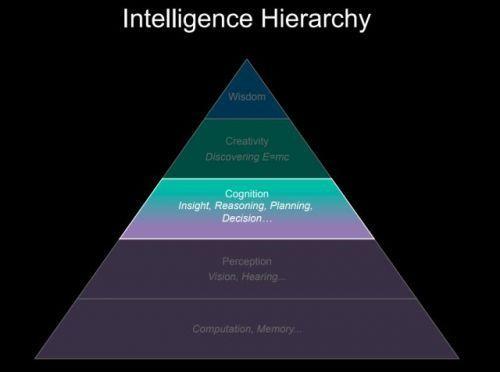 Intelligence Hierarchy
Wisdom
Creativity
Discovering E=mc
Cognition
Insight, Reasoning, Planning,
Decision…
Perception
Vision, Hearing...
Computation, Memory...